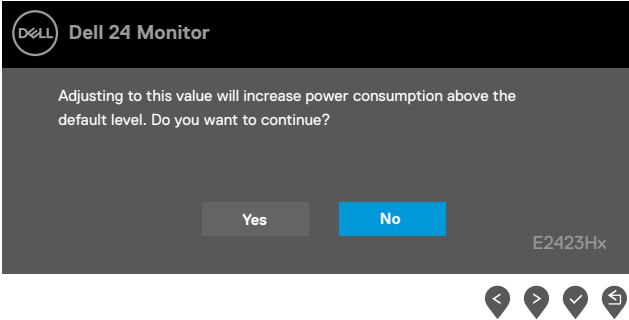 DELL
Dell 24 Monitor
Adjusting to this value will increase power consumption above the
default level. Do you want to continue?
Yes No
E2423Hx